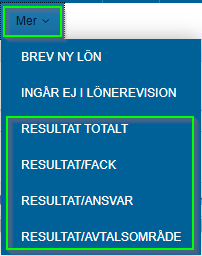 Mer
BREV NY LÖN
INGÅR EJ I LÖNEREVISION
RESULTAT TOTALT
RESULTAT/FACK
RESULTAT/ANSVAR
RESULTAT/AVTALSOMRÅDE